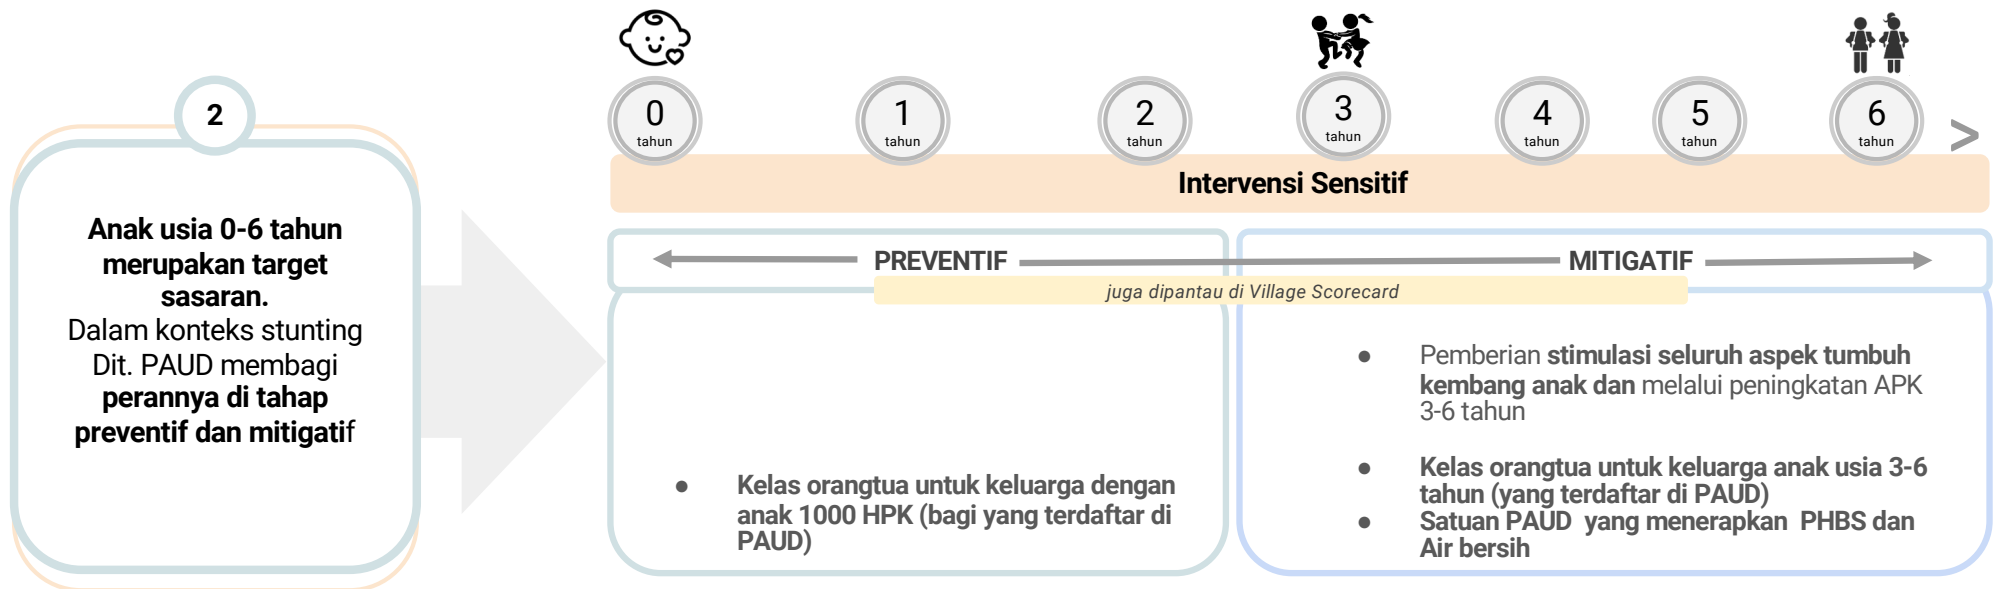 2
Anak usia 0-6 tahun
merupakan target
sasaran.
Dalam konteks stunting
Dit. PAUD membagi
perannya di tahap
preventif dan mitigatif
0
tahun
1
tahun
2
tahun
3
tahun
4
tahun
5
tahun
6
tahun
>
Intervensi Sensitif
PREVENTIF
MITIGATIF
juga dipantau di Village Scorecard
● Kelas orangtua untuk keluarga dengan
anak 1000 HPK (bagi yang terdaftar di
PAUD)
● Pemberian stimulasi seluruh aspek tumbuh
kembang anak dan melalui peningkatan APK
3-6 tahun
● Kelas orangtua untuk keluarga anak usia 3-6
tahun (yang terdaftar di PAUD)
● Satuan PAUD yang menerapkan PHBS dan
Air bersih